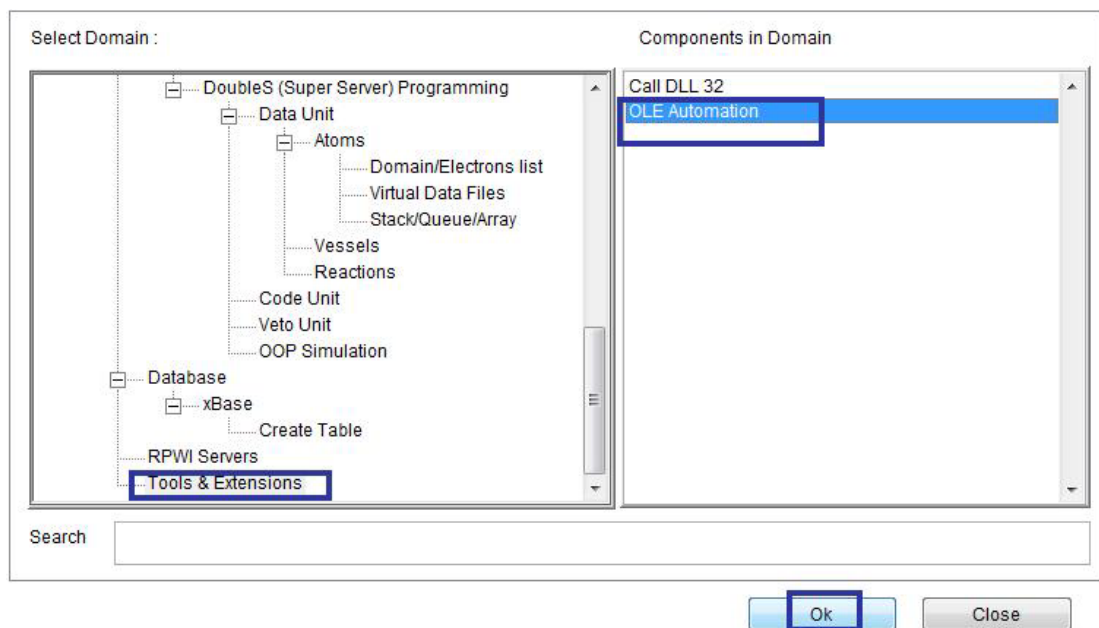 Select Domain :
Components in Domain
DoubleS (Super Server) Programming
Data Unit
Atoms
Domain/Electrons list
Virtual Data Files
Stack/Queue/Array
Vessels
Reactions
Code Unit
Veto Unit
OOP Simulation
Database
xBase
Create Table
RPWI Servers
Tools & Extensions
Call DLL 32
OLE Automation
Search
Ok
Close